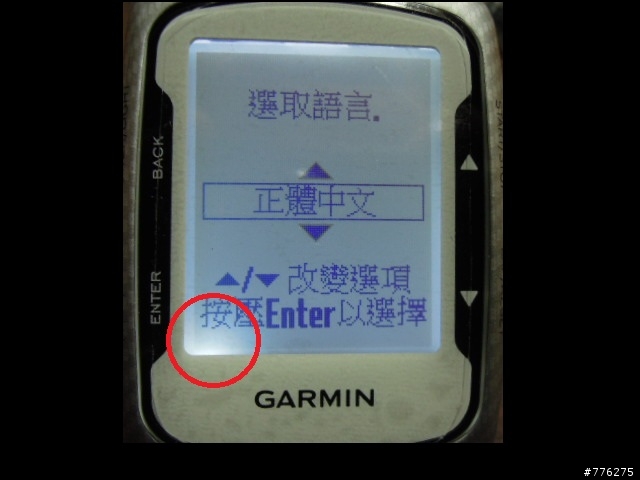 選取語言.
正體中文
▲/▼ 改變選項
按壓Enter以選擇
BACK
ENTER
GARMIN
#776275